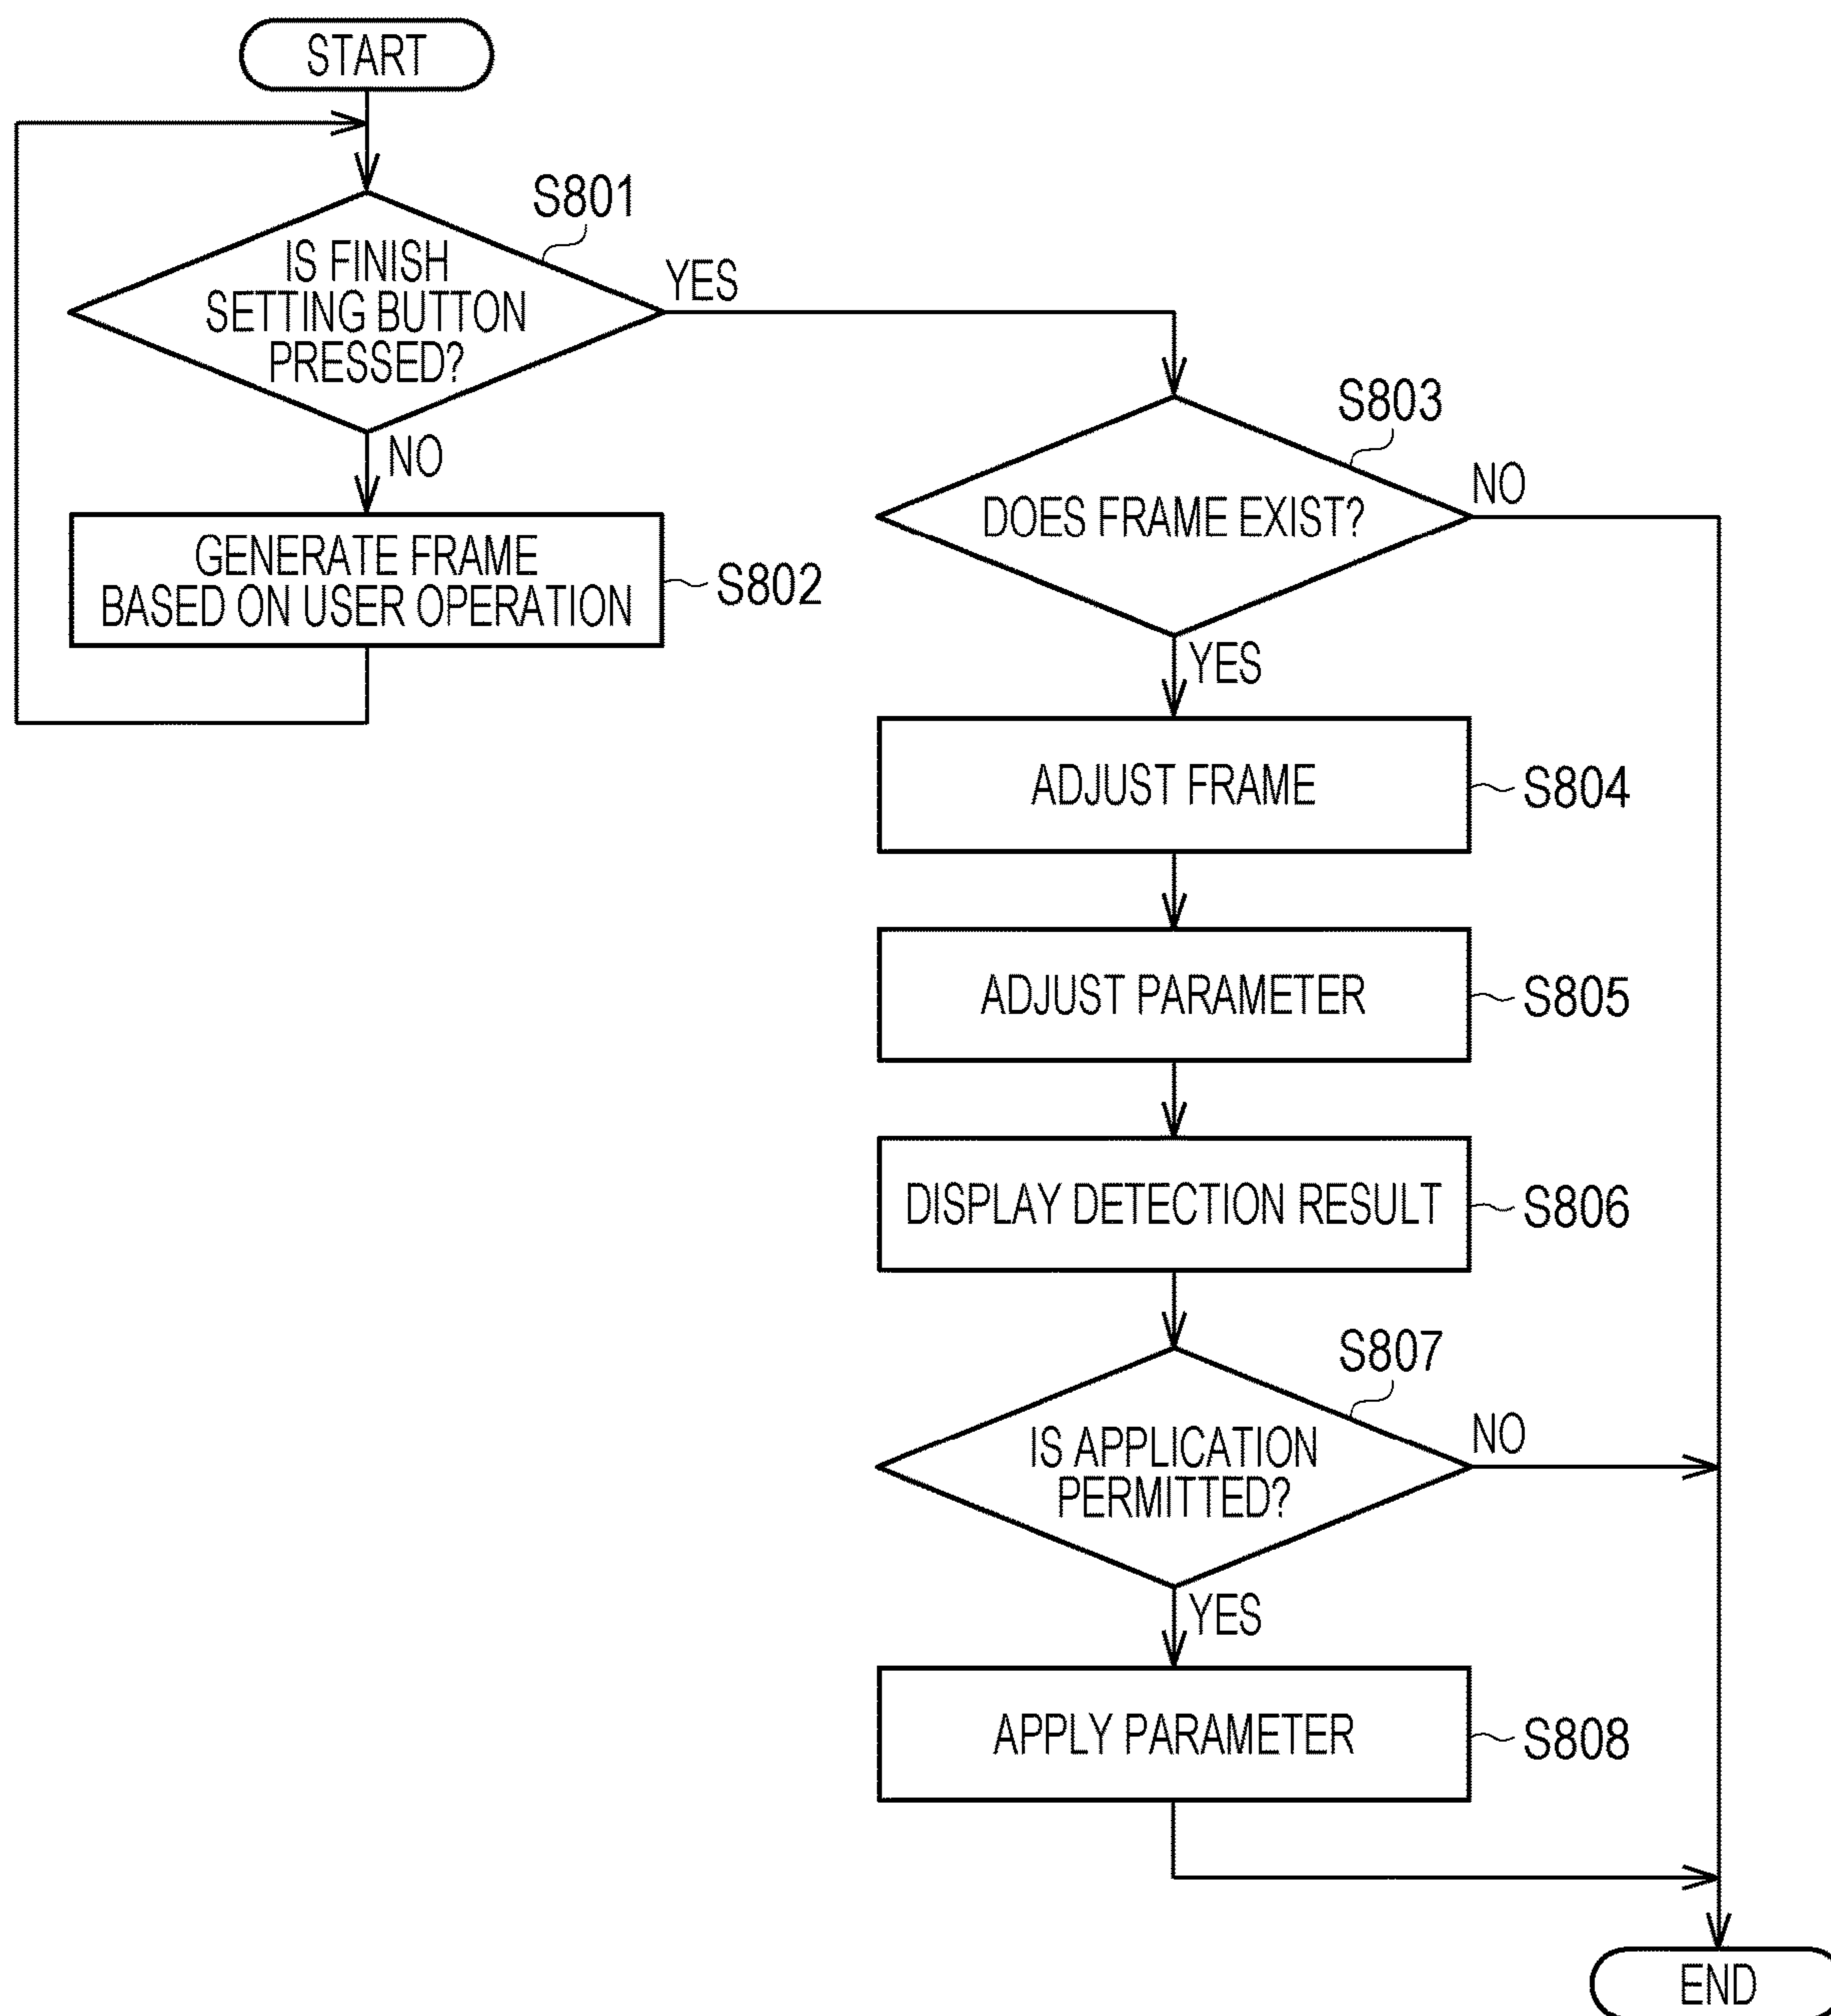 START
S801
IS FINISH
SETTING BUTTON
PRESSED?
YES
NO
GENERATE FRAME
BASED ON USER OPERATION
S802
S803
DOES FRAME EXIST?
NO
YES
ADJUST FRAME
S804
ADJUST PARAMETER
S805
DISPLAY DETECTION RESULT
S806
S807
IS APPLICATION
PERMITTED?
NO
YES
APPLY PARAMETER
S808
END